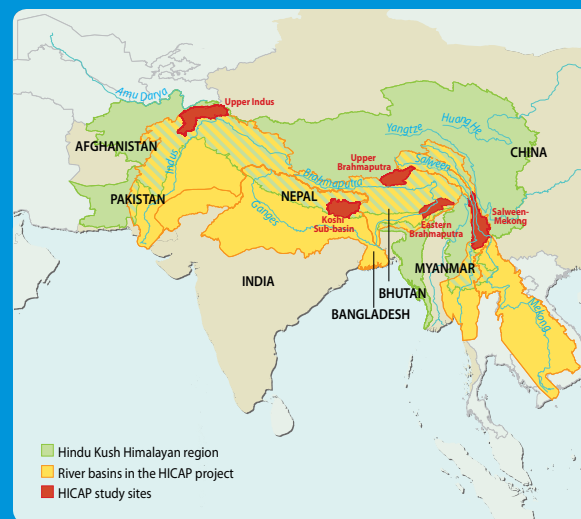 Amu Darya
Upper Indus
AFGHANISTAN
Indus
PAKISTAN
Yangtze
Huang He
CHINA
Upper
Brahmaputra
Salween
Brahmaputra
NEPAL
Ganges
Koshi
Sub-basin
Eastern
Brahmaputra
Salween-
Mekong
MYANMAR
INDIA
BHUTAN
BANGLADESH
Mekong
Hindu Kush Himalayan region
River basins in the HICAP project
HICAP study sites